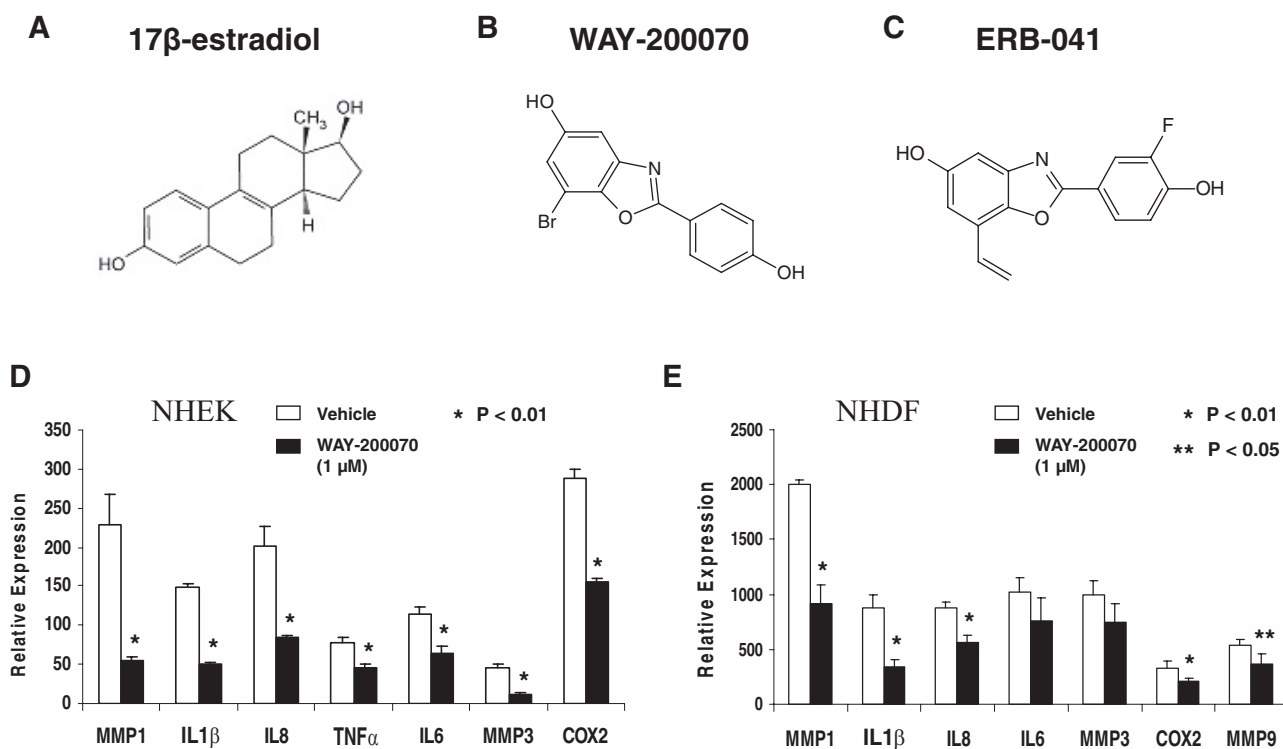 A 17β-estradiol
B WAY-200070
C ERB-041
OH
CH3
H
HO
HO
N
O
Br
OH
F
HO
N
OH
O
D
NHEK
Vehicle
* P < 0.01
WAY-200070
(1 µM)
Relative Expression
350
300
250
200
150
100
50
0
*
*
*
*
*
*
*
MMP1 IL1β IL8 TNFα IL6 MMP3 COX2
E
NHDF
Vehicle
* P < 0.01
WAY-200070
(1 µM)
** P < 0.05
Relative Expression
2500
2000
1500
1000
500
0
*
*
*
*
**
MMP1 IL1β IL8 IL6 MMP3 COX2 MMP9